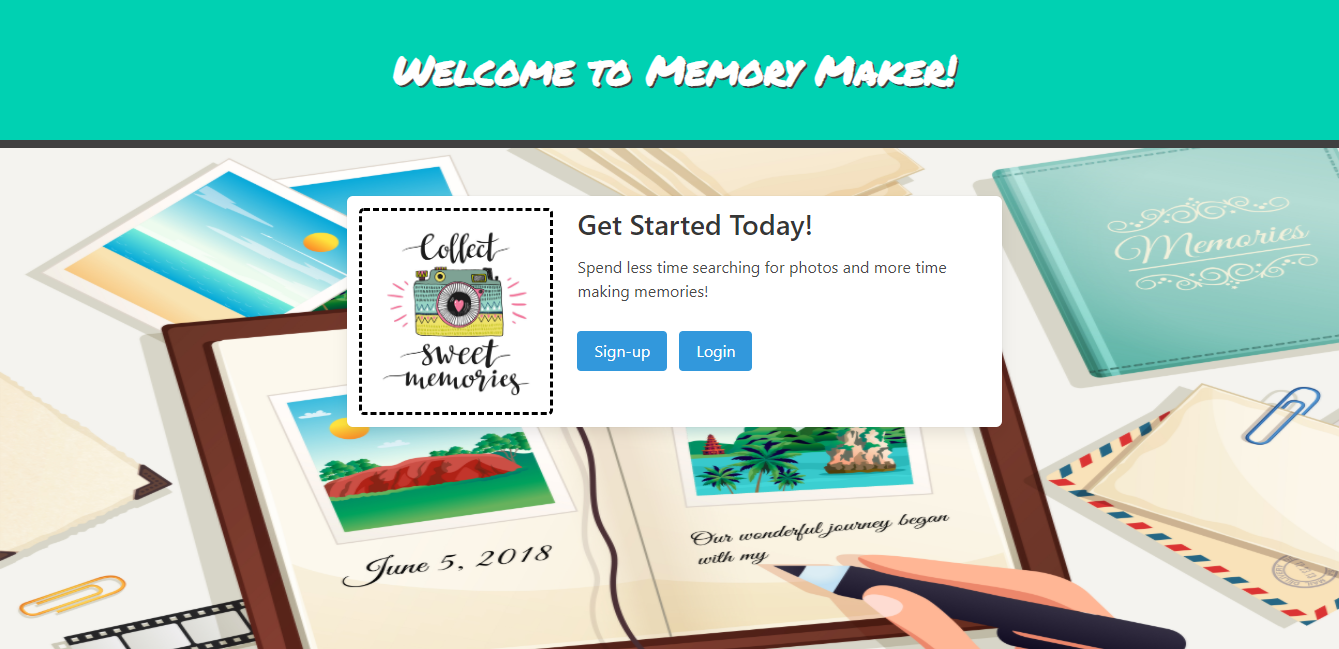 Welcome to Memory Maker!
Memories
Get Started Today!
Collect
sweet
memories
Spend less time searching for photos and more time
making memories!
Sign-up
Login
June 5, 2018
Our wonderful journey began
with my